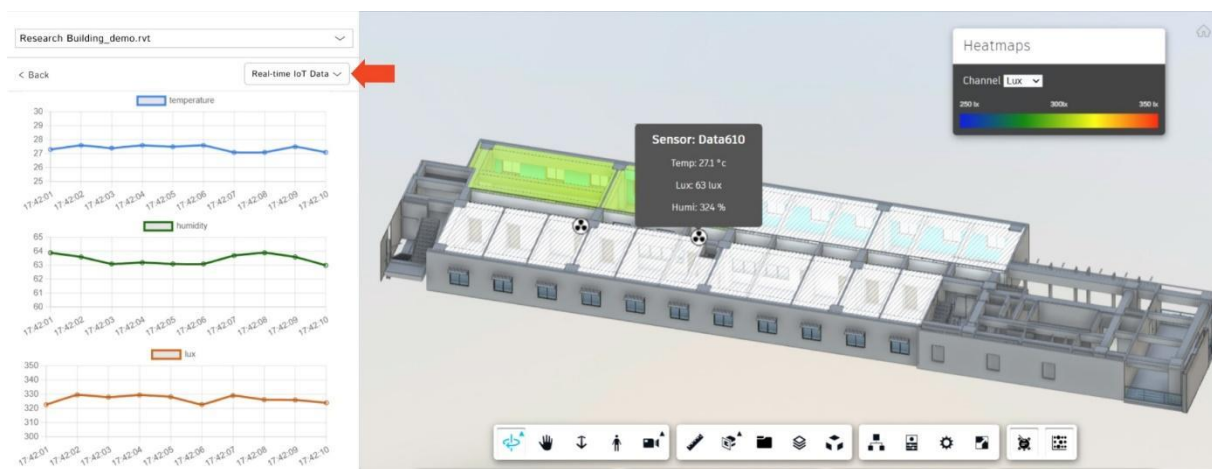 Research Building_demo.rvt
< Back
Real-time IoT Data
temperature
30
29
28
27
26
25
17:42:01 17:42:02 17:42:03 17:42:04 17:42:05 17:42:06 17:42:07 17:42:08 17:42:09 17:42:10
humidity
65
64
63
62
61
60
17:42:01 17:42:02 17:42:03 17:42:04 17:42:05 17:42:06 17:42:07 17:42:08 17:42:09 17:42:10
lux
350
340
330
320
310
300
17:42:01 17:42:02 17:42:03 17:42:04 17:42:05 17:42:06 17:42:07 17:42:08 17:42:09 17:42:10
Sensor: Data610
Temp: 27.1 °c
Lux: 63 lux
Humi: 324 %
Heatmaps
Channel Lux
250 lx 300lx 350 lx